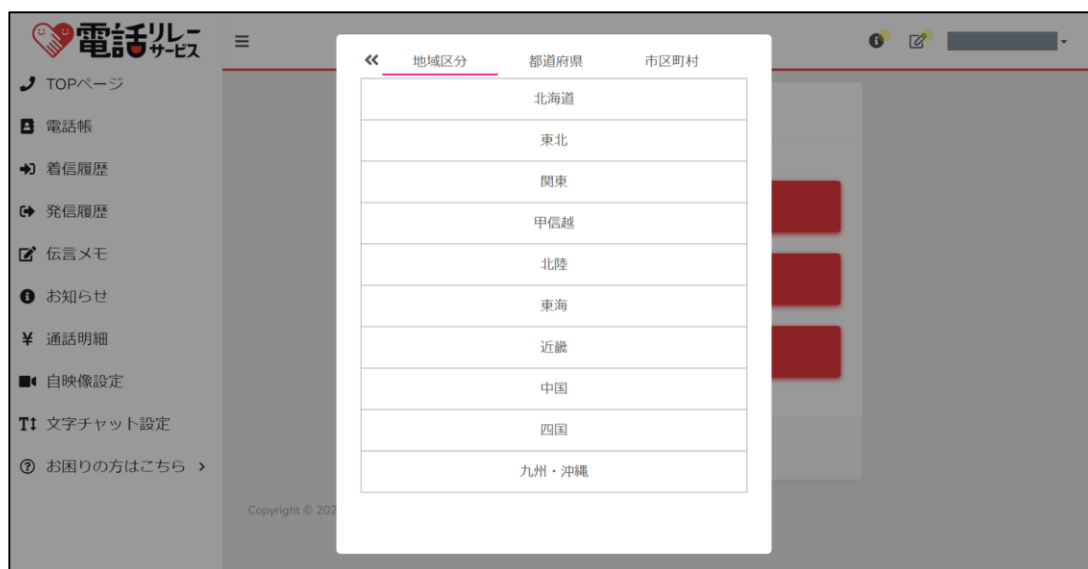 電話リレーサービス
TOPページ
電話帳
着信履歴
発信履歴
伝言メモ
お知らせ
通話明細
自映像設定
文字チャット設定
お困りの方はこちら
地域区分 都道府県 市区町村
北海道
東北
関東
甲信越
北陸
東海
近畿
中国
四国
九州・沖縄
Copyright © 202